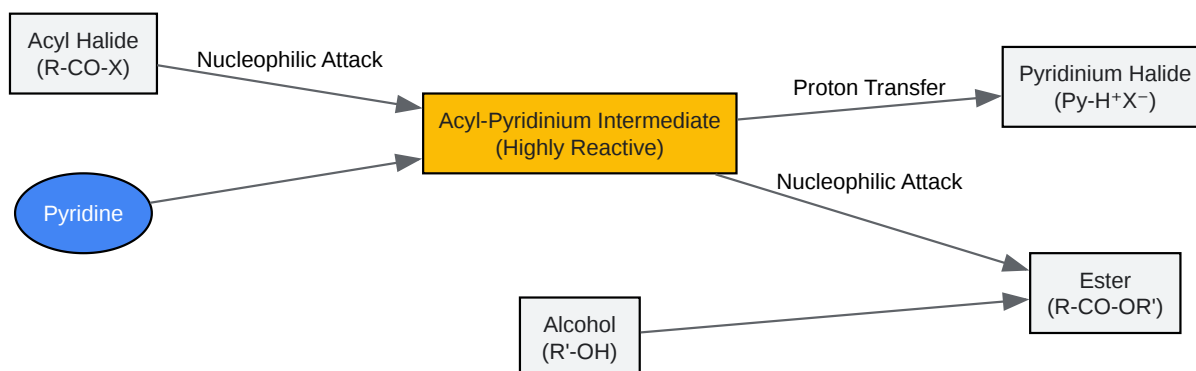 Acyl Halide
(R-CO-X)
Nucleophilic Attack
Pyridine
Acyl-Pyridinium Intermediate
(Highly Reactive)
Proton Transfer
Pyridinium Halide
(Py-H⁺X⁻)
Nucleophilic Attack
Alcohol
(R'-OH)
Ester
(R-CO-OR')